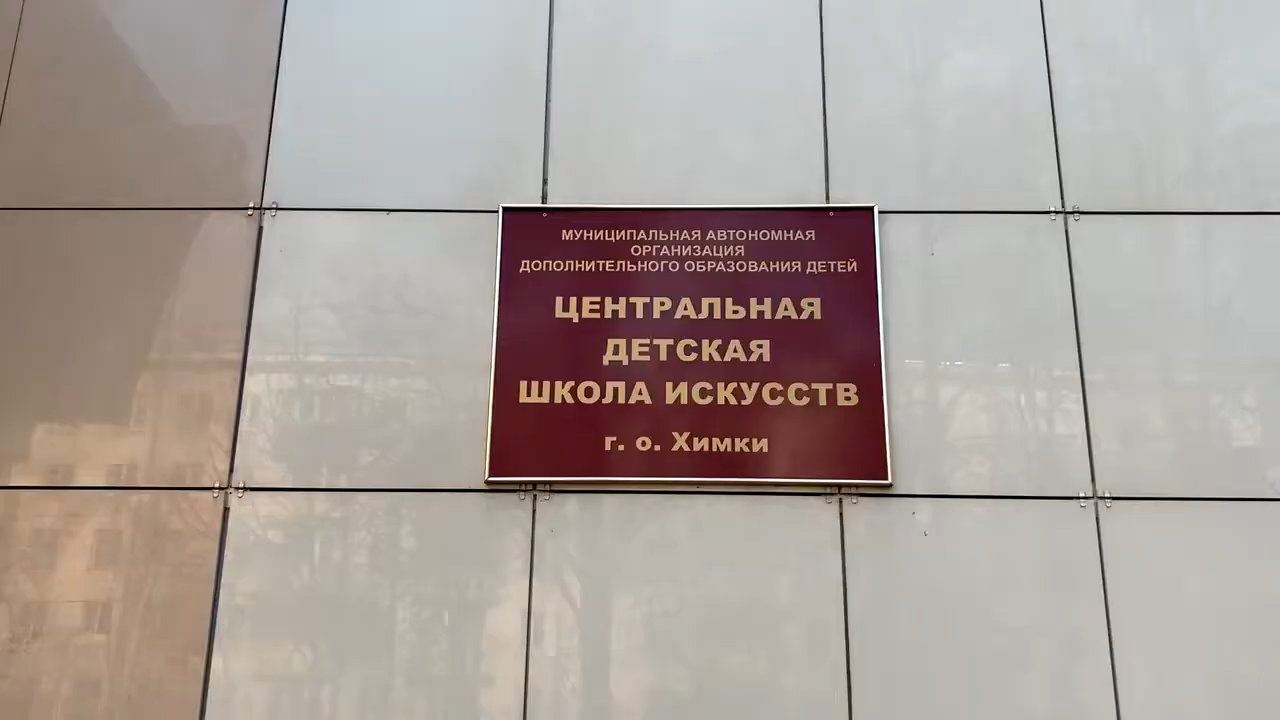 МУНИЦИПАЛЬНАЯ АВТОНОМНАЯ
ОРГАНИЗАЦИЯ
ДОПОЛНИТЕЛЬНОГО ОБРАЗОВАНИЯ ДЕТЕЙ
ЦЕНТРАЛЬНАЯ
ДЕТСКАЯ
ШКОЛА ИСКУССТВ
г. о. Химки